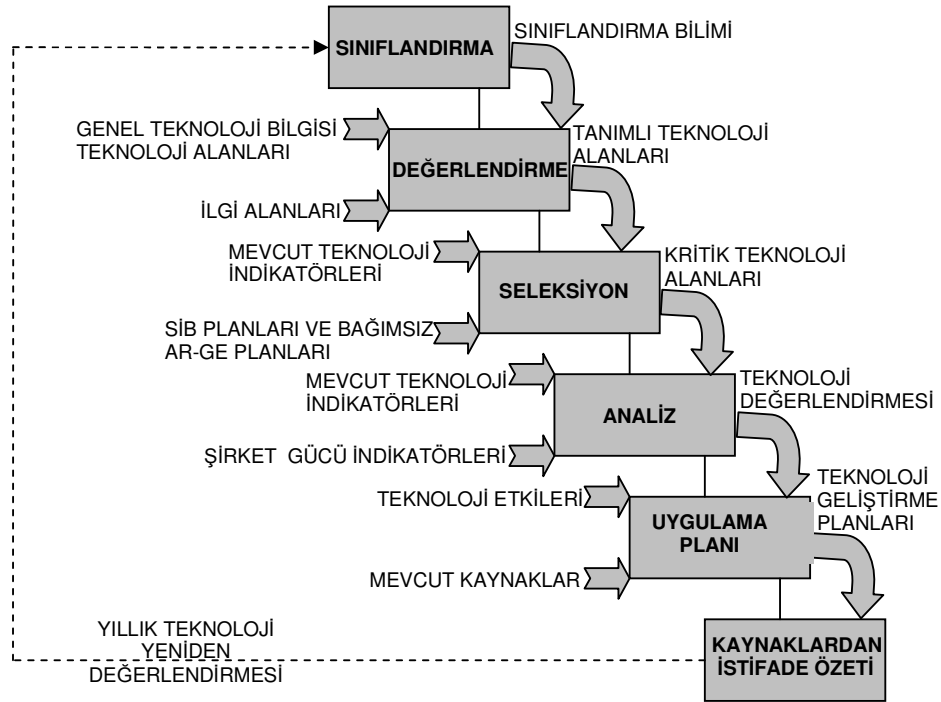 SINIFLANDIRMA
SINIFLANDIRMA BİLİMİ
GENEL TEKNOLOJİ BİLGİSİ
TEKNOLOJİ ALANLARI
TANIMLI TEKNOLOJİ
ALANLARI
DEĞERLENDİRME
İLGİ ALANLARI
MEVCUT TEKNOLOJİ
İNDİKATÖRLERİ
KRİTİK TEKNOLOJİ
ALANLARI
SELEKSİYON
SİB PLANLARI VE BAĞIMSIZ
AR-GE PLANLARI
MEVCUT TEKNOLOJİ
İNDİKATÖRLERİ
TEKNOLOJİ
DEĞERLENDİRMESİ
ANALİZ
ŞİRKET GÜCÜ İNDİKATÖRLERİ
TEKNOLOJİ ETKİLERİ
TEKNOLOJİ
GELİŞTİRME
PLANLARI
UYGULAMA
PLANI
MEVCUT KAYNAKLAR
YILLIK TEKNOLOJİ
YENİDEN
DEĞERLENDİRMESİ
KAYNAKLARDAN
İSTİFADE ÖZETİ